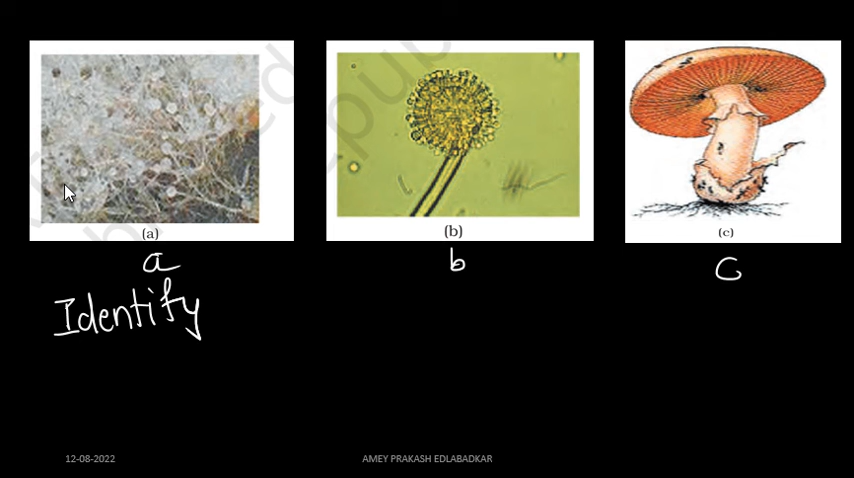 (a)
(b)
(c)
a
b
C
Identify
12-08-2022
AMEY PRAKASH EDLABADKAR